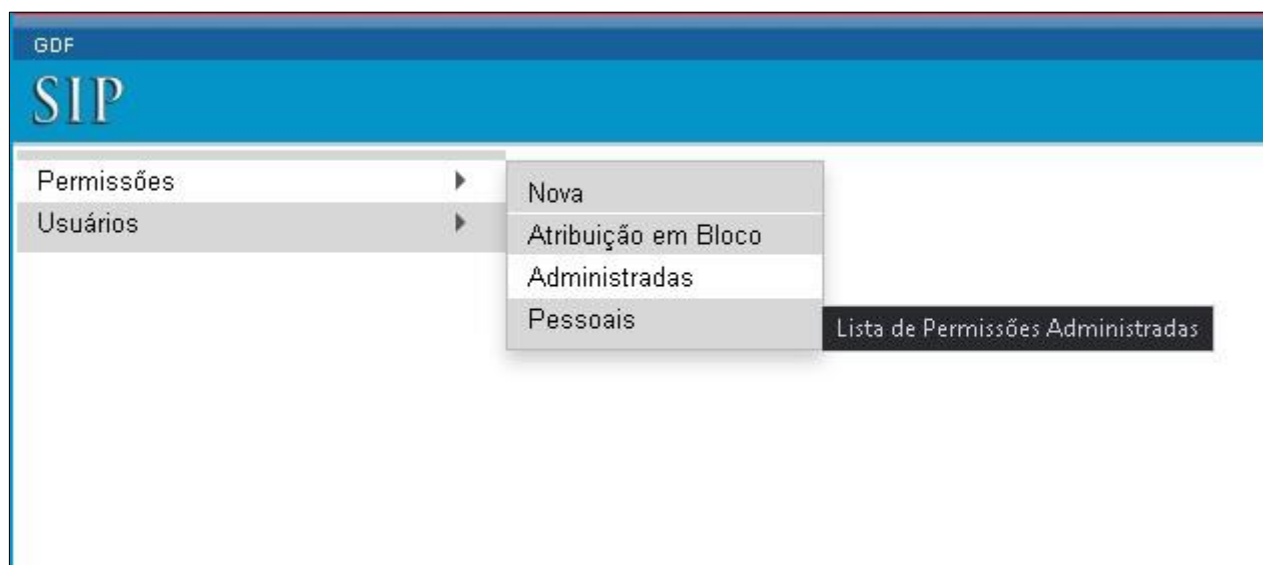 GDF
SIP
Permissões
Usuários
Nova
Atribuição em Bloco
Administradas
Pessoais
Lista de Permissões Administradas